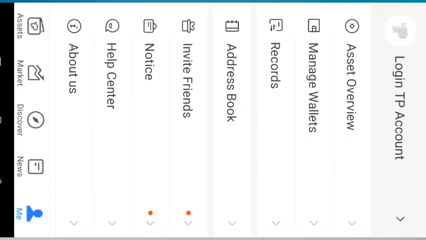 TP
Login TP Account
Asset Overview
Manage Wallets
Records
Address Book
Invite Friends
Notice
Help Center
About us
Assets
Market
Discover
News
Me